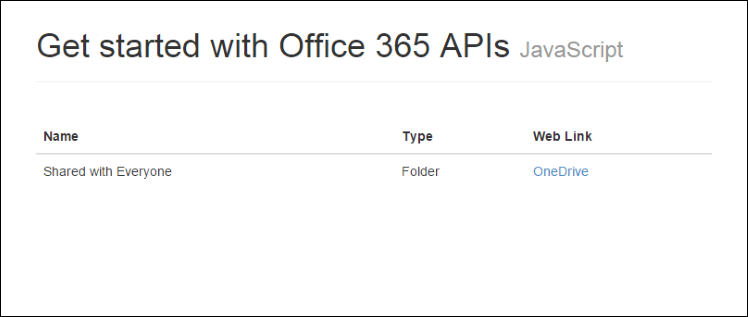 Get started with Office 365 APIs JavaScript
Name Type Web Link
Shared with Everyone Folder OneDrive